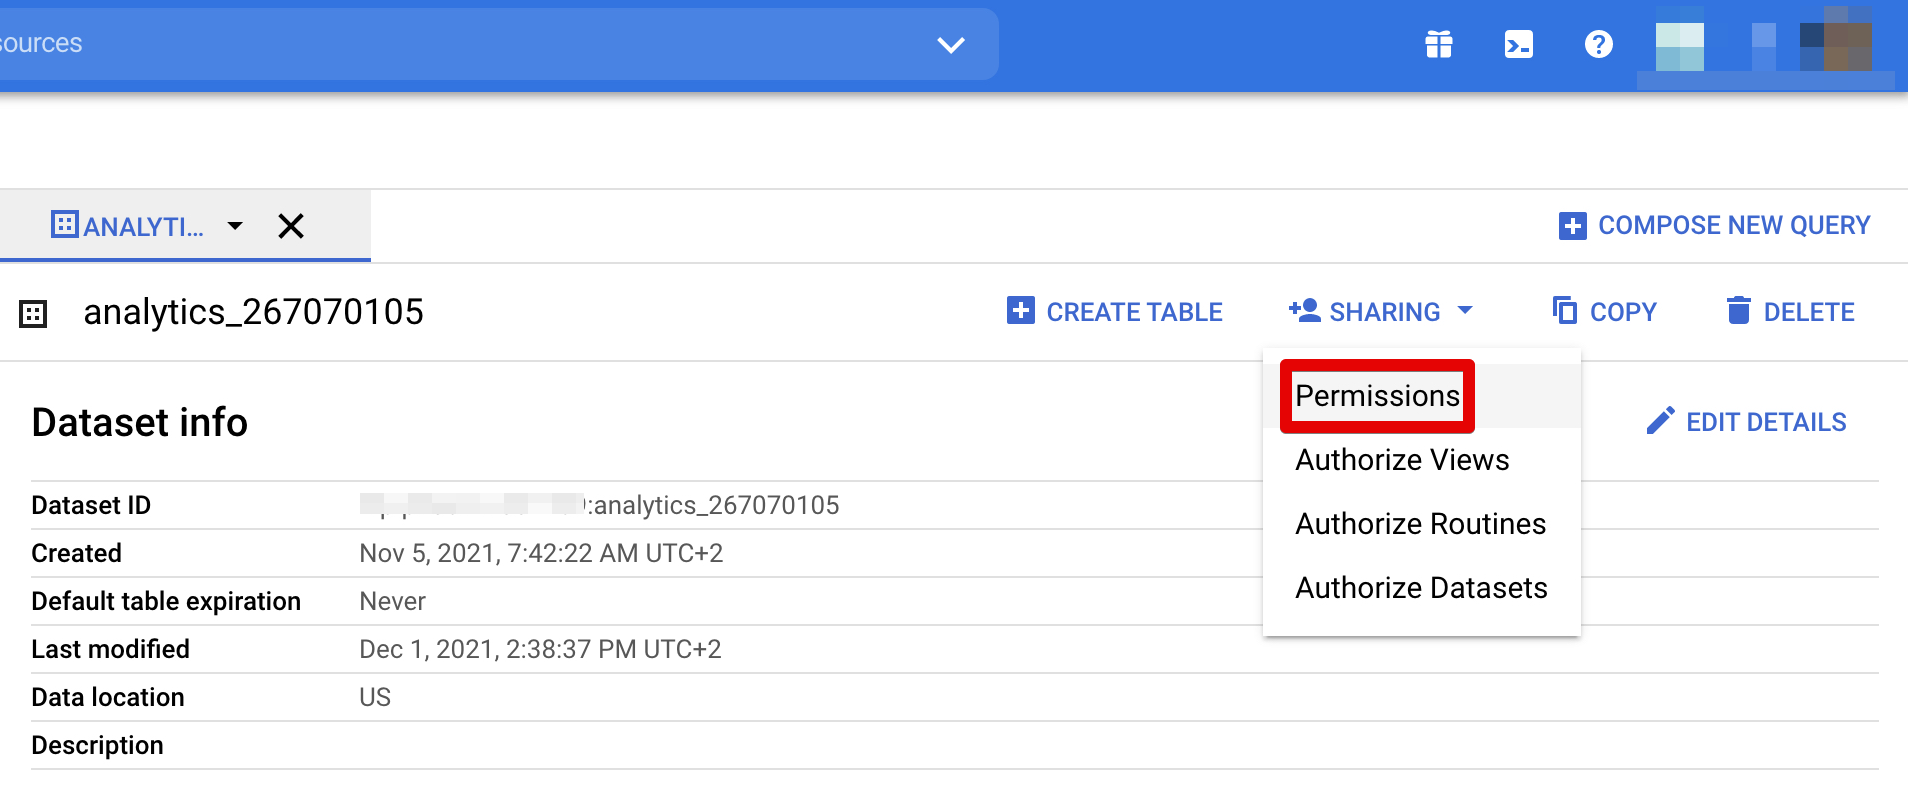 ANALYTI...
COMPOSE NEW QUERY
analytics_267070105
CREATE TABLE
SHARING
COPY
DELETE
Permissions
Authorize Views
Authorize Routines
Authorize Datasets
Dataset info
EDIT DETAILS
Dataset ID
:analytics_267070105
Created
Nov 5, 2021, 7:42:22 AM UTC+2
Default table expiration
Never
Last modified
Dec 1, 2021, 2:38:37 PM UTC+2
Data location
US
Description